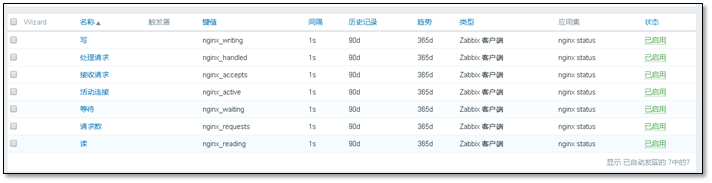 Wizard 名称 触发器 键值 间隔 历史记录 趋势 类型 应用集 状态
写 nginx_writing 1s 90d 365d Zabbix 客户端 nginx status 已启用
处理请求 nginx_handled 1s 90d 365d Zabbix 客户端 nginx status 已启用
接收请求 nginx_accepts 1s 90d 365d Zabbix 客户端 nginx status 已启用
活动连接 nginx_active 1s 90d 365d Zabbix 客户端 nginx status 已启用
等待 nginx_waiting 1s 90d 365d Zabbix 客户端 nginx status 已启用
请求数 nginx_requests 1s 90d 365d Zabbix 客户端 nginx status 已启用
读 nginx_reading 1s 90d 365d Zabbix 客户端 nginx status 已启用
显示 已自动发现的 7中的7